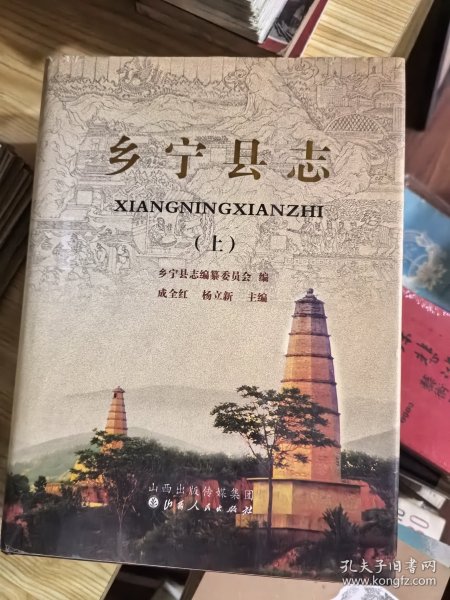 乡宁县志
XIANGNINGXIANZHI
（上）
乡宁县志编纂委员会 编
成全红 杨立新 主编
山西出版传媒集团
山西人民出版社
孔夫子旧书网
www.kongfz.com